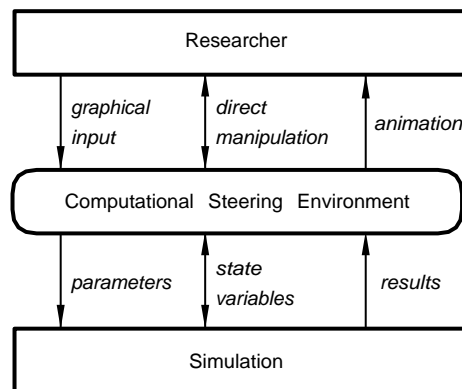 Researcher
graphical
input
direct
manipulation
animation
Computational Steering Environment
parameters
state
variables
results
Simulation